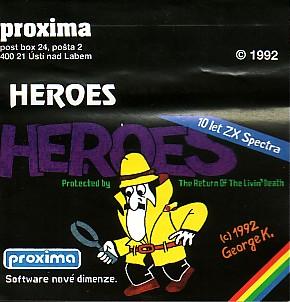 proxima
post box 24, pošta 2
400 21 Ústí nad Labem
© 1992
HEROES
10 let ZX Spectra
HEROES
Protected by The Return Of The Livin' Death
(c) 1992
George K.
proxima
Software nové dimenze.